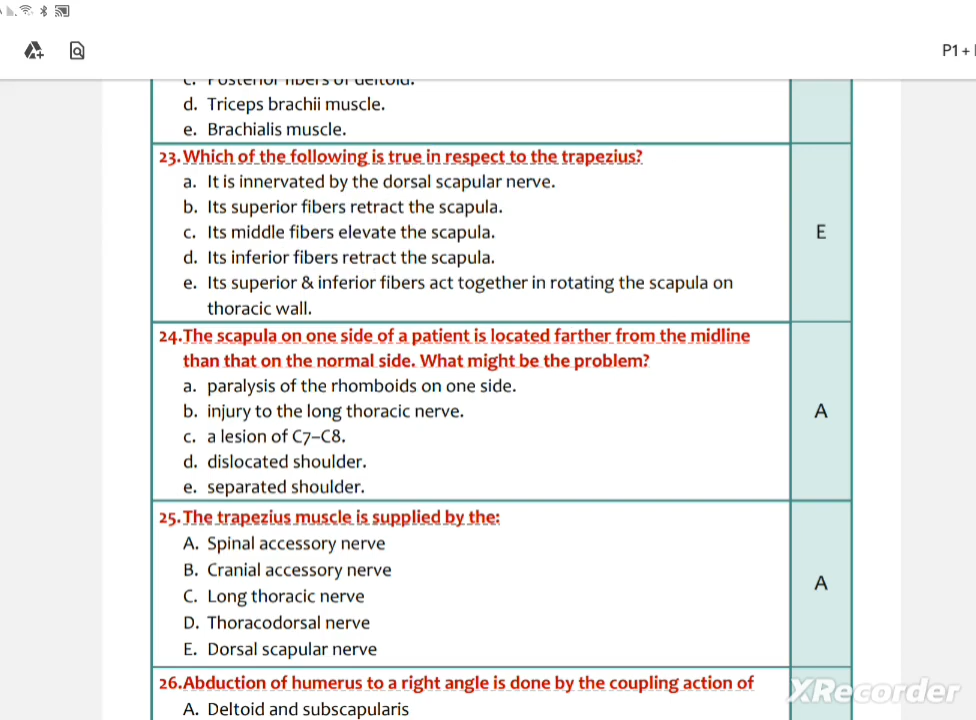 P1 +
c. Posterior fibers of deltoid.
d. Triceps brachii muscle.
e. Brachialis muscle.
23. Which of the following is true in respect to the trapezius?
a. It is innervated by the dorsal scapular nerve.
b. Its superior fibers retract the scapula.
c. Its middle fibers elevate the scapula.
d. Its inferior fibers retract the scapula.
e. Its superior & inferior fibers act together in rotating the scapula on
thoracic wall.
E
24. The scapula on one side of a patient is located farther from the midline
than that on the normal side. What might be the problem?
a. paralysis of the rhomboids on one side.
b. injury to the long thoracic nerve.
c. a lesion of C7–C8.
d. dislocated shoulder.
e. separated shoulder.
A
25. The trapezius muscle is supplied by the:
A. Spinal accessory nerve
B. Cranial accessory nerve
C. Long thoracic nerve
D. Thoracodorsal nerve
E. Dorsal scapular nerve
A
26. Abduction of humerus to a right angle is done by the coupling action of
A. Deltoid and subscapularis
XRecorder